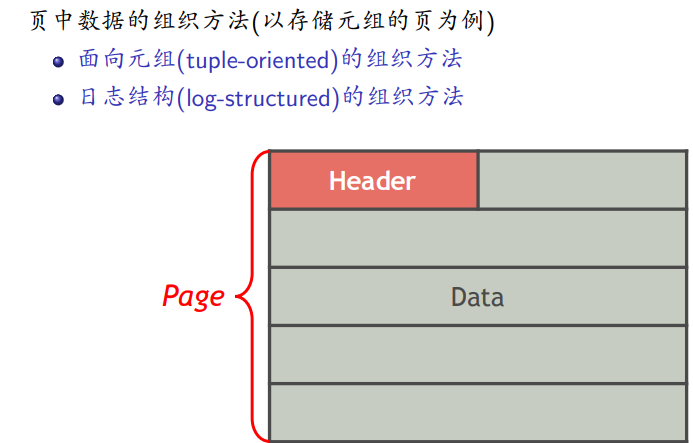 页中数据的组织方法(以存储元组的页为例)
面向元组(tuple-oriented)的组织方法
日志结构(log-structured)的组织方法
Header
Page
Data